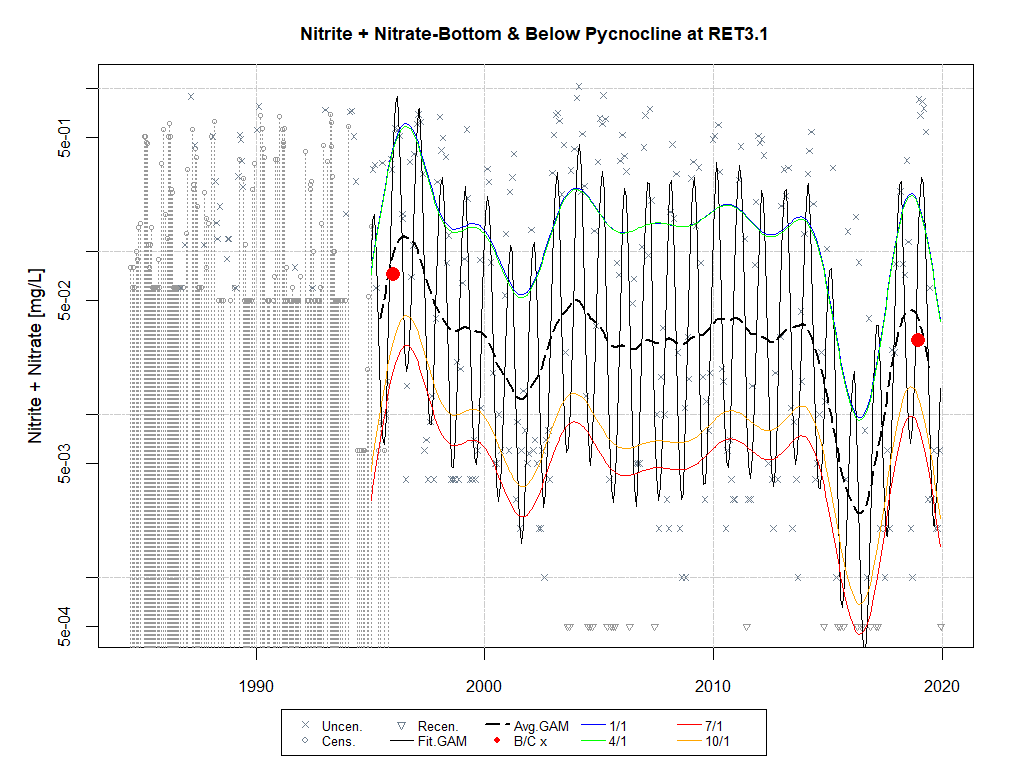 Nitrite + Nitrate-Bottom & Below Pycnocline at RET3.1
Nitrite + Nitrate [mg/L]
5e-01
5e-02
5e-03
5e-04
1990 2000 2010 2020
Uncen. Recen. Avg.GAM 1/1 7/1
Cens. Fit.GAM B/C x 4/1 10/1